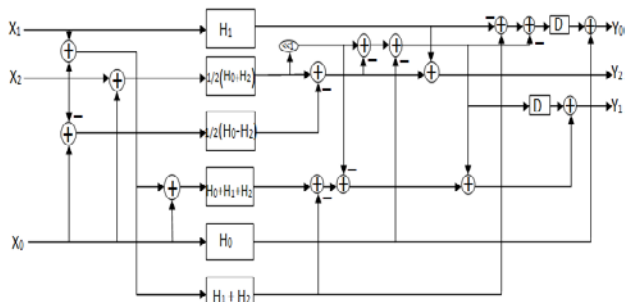 X₁ H₁ D Y₀
<<1
X₂ 1/2(H₀+H₂) Y₂
D Y₁
1/2(H₀-H₂)
H₀+H₁+H₂
X₀ H₀
H₁+H₂